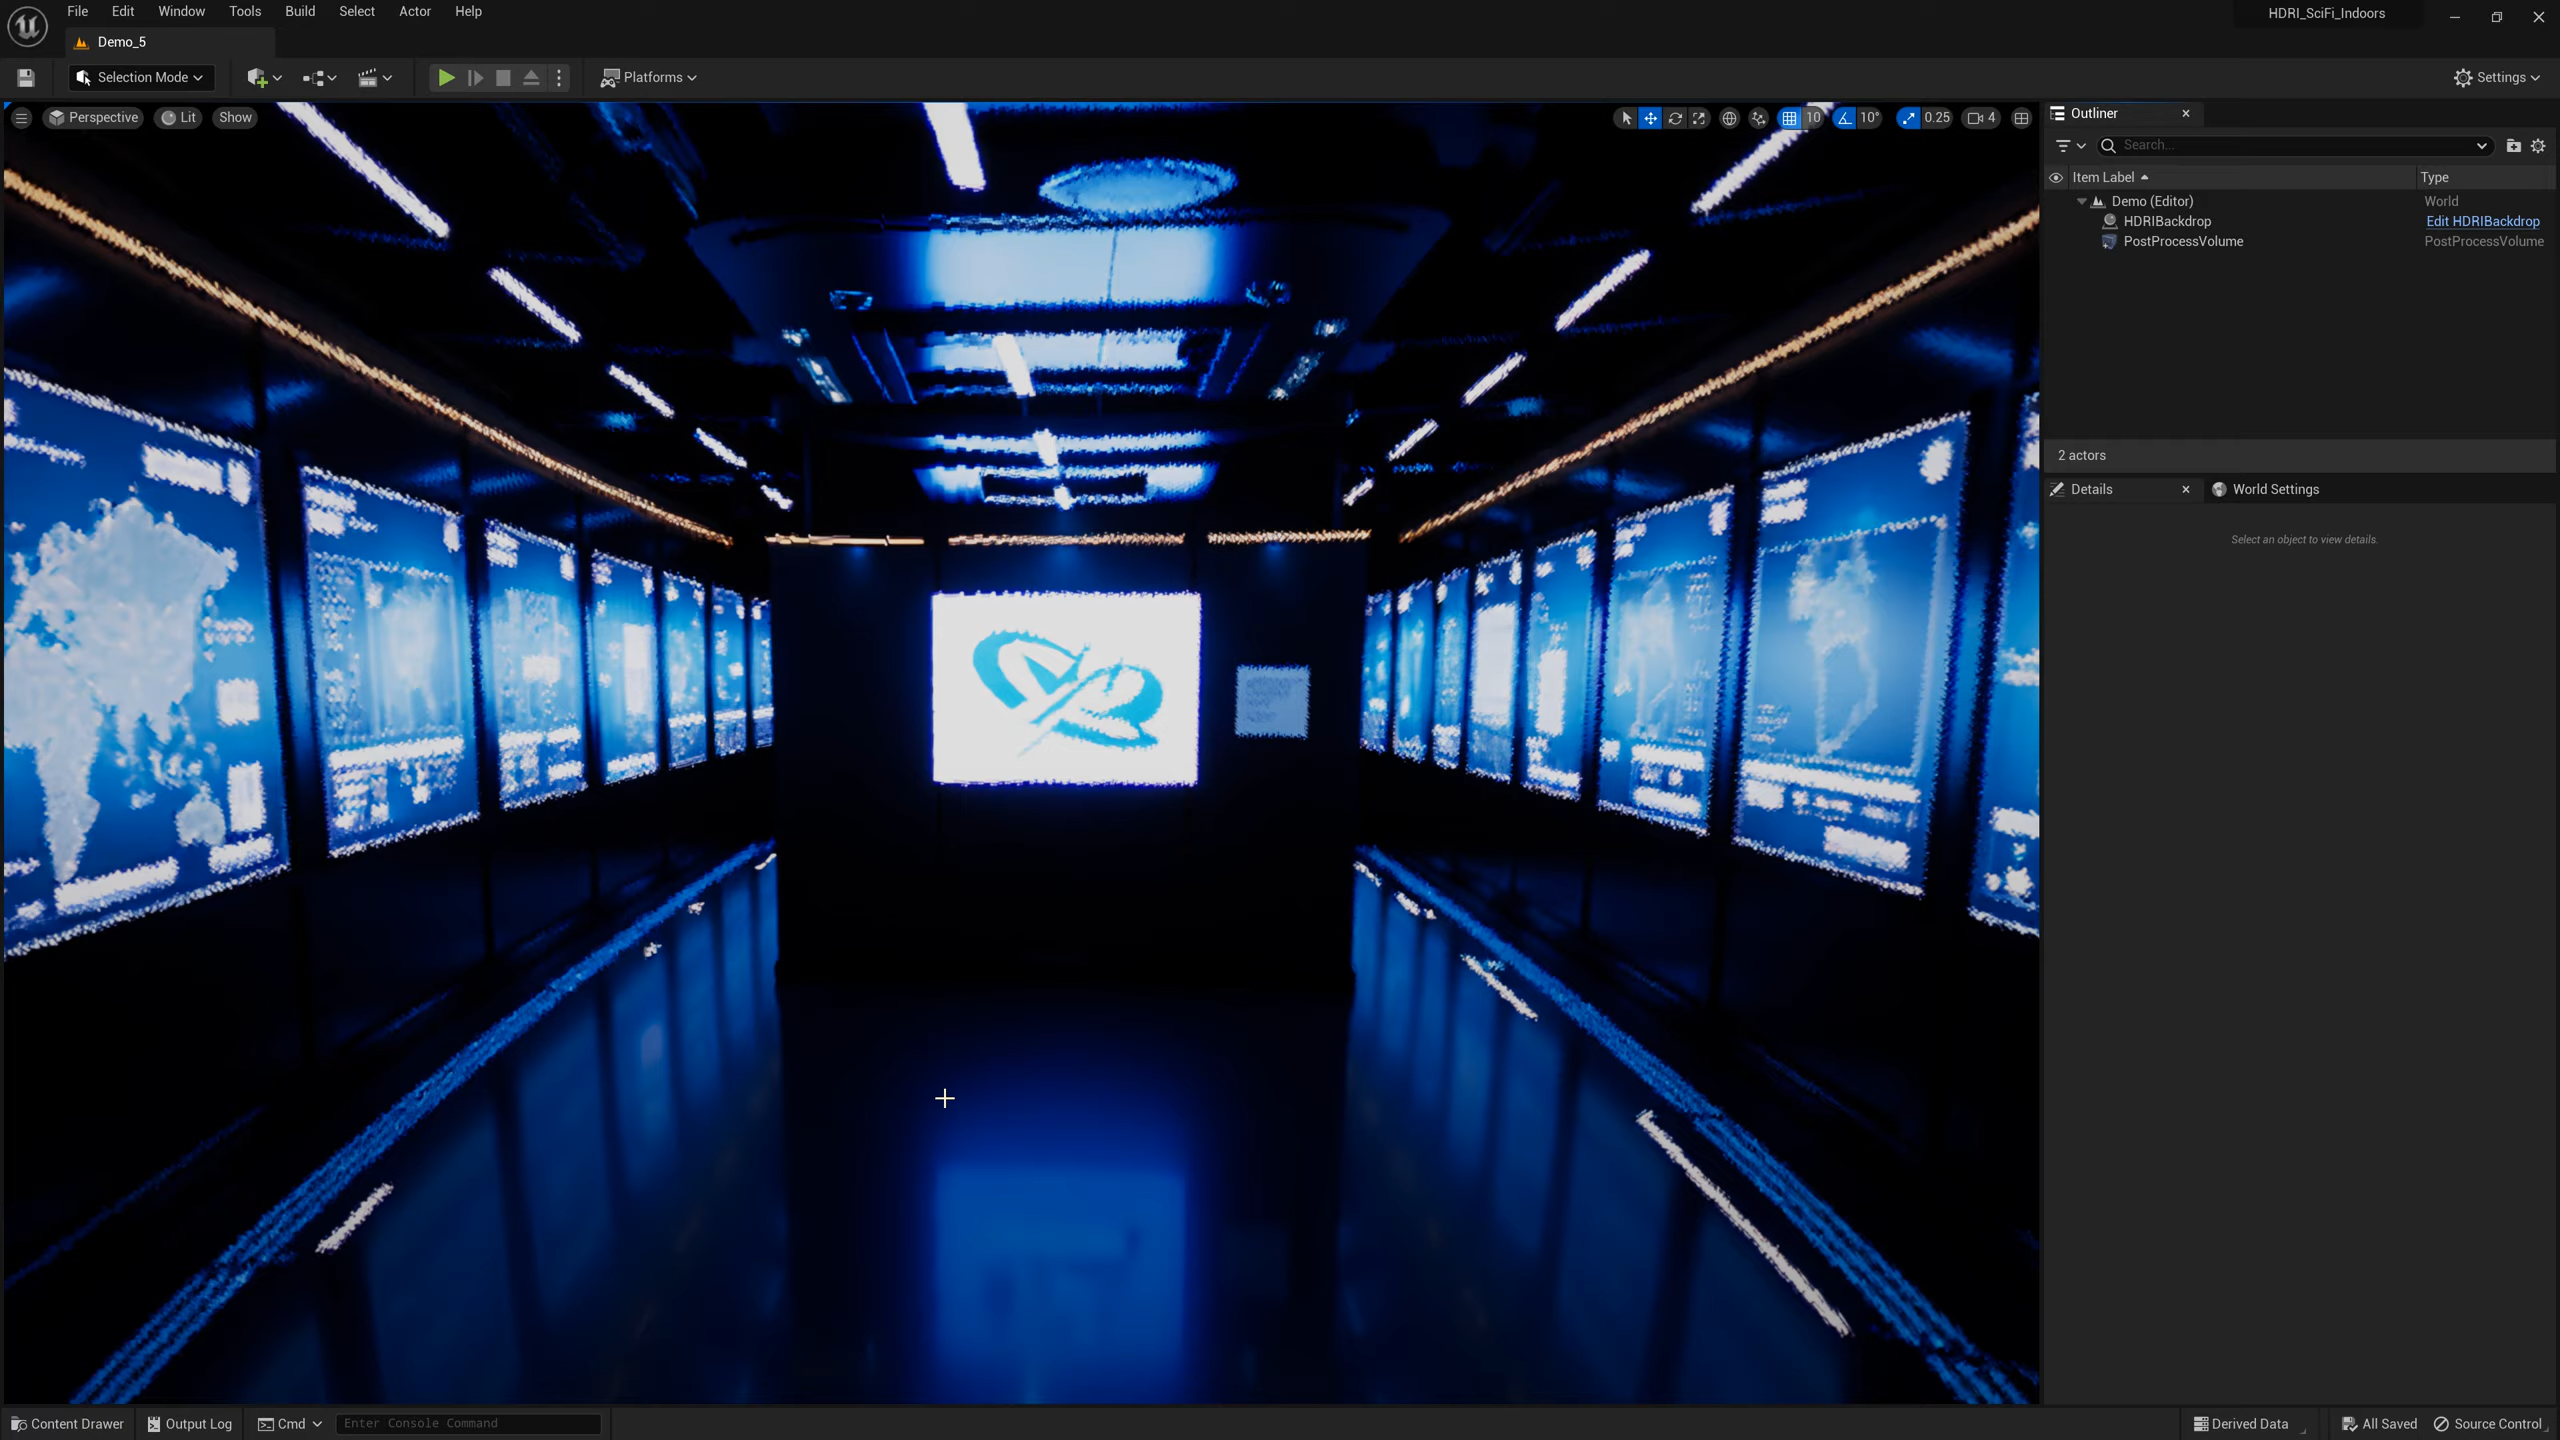 File Edit Window Tools Build Select Actor Help
HDRI_SciFi_Indoors
Demo_5
Selection Mode
Platforms
Settings
Perspective Lit Show
10 10° 0.25 4
Outliner
Search...
Item Label Type
Demo (Editor) World
HDRIBackdrop Edit HDRIBackdrop
PostProcessVolume PostProcessVolume
2 actors
Details World Settings
Select an object to view details.
Content Drawer Output Log Cmd Enter Console Command
Derived Data All Saved Source Control